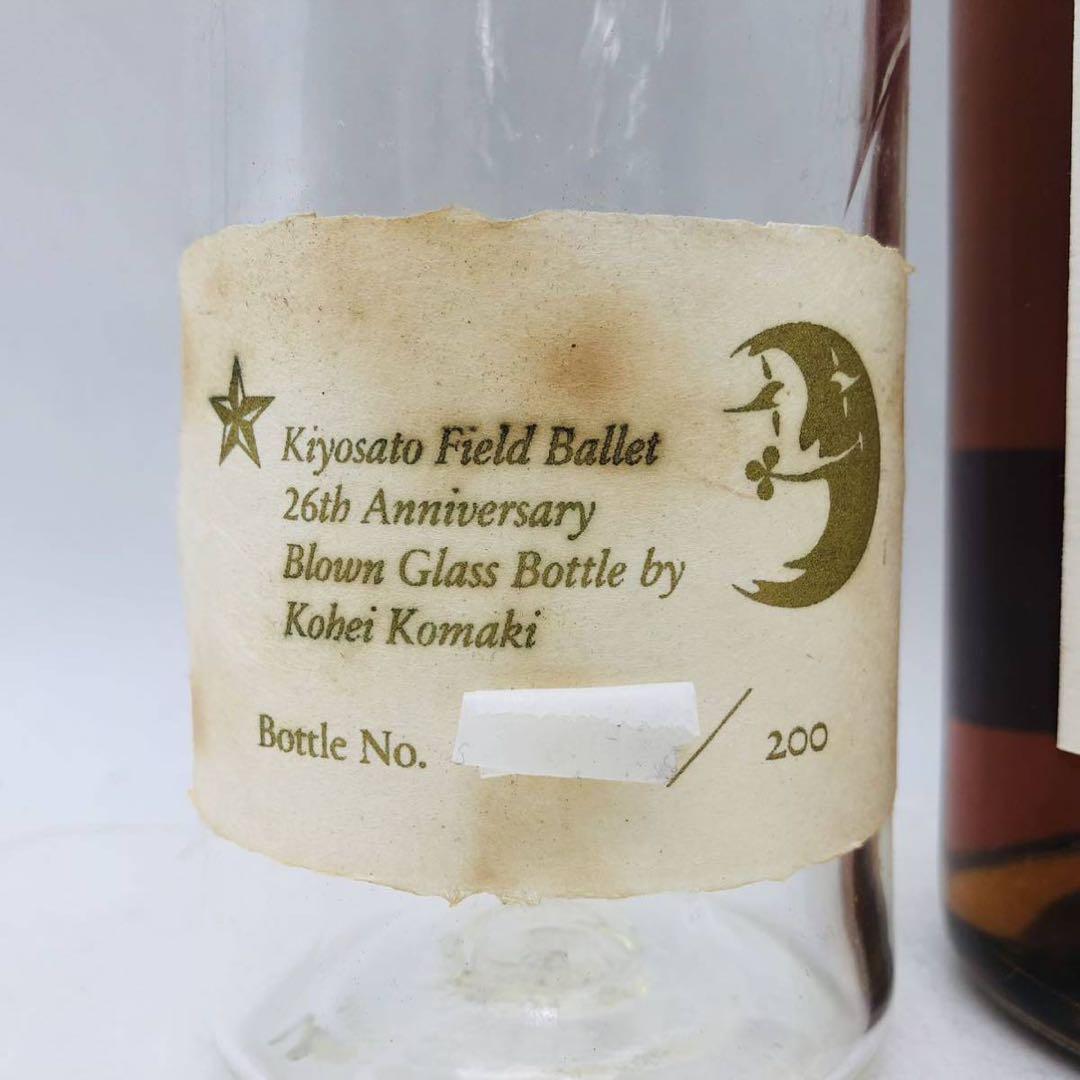 Kiyosato Field Ballet
26th Anniversary
Blown Glass Bottle by
Kohei Komaki
Bottle No. / 200